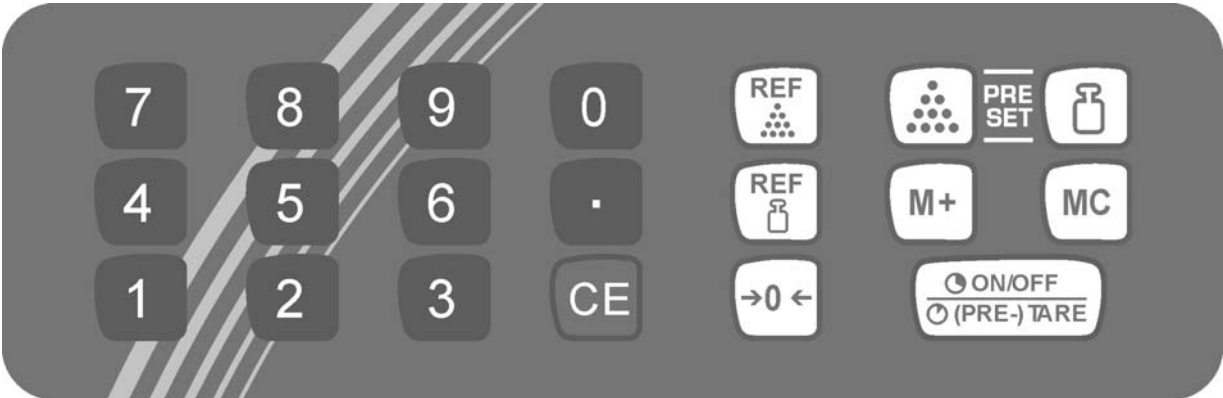 7 8 9 0 REF PRE
SET
4 5 6 . REF M+ MC
1 2 3 CE →0← ON/OFF
(PRE-) TARE